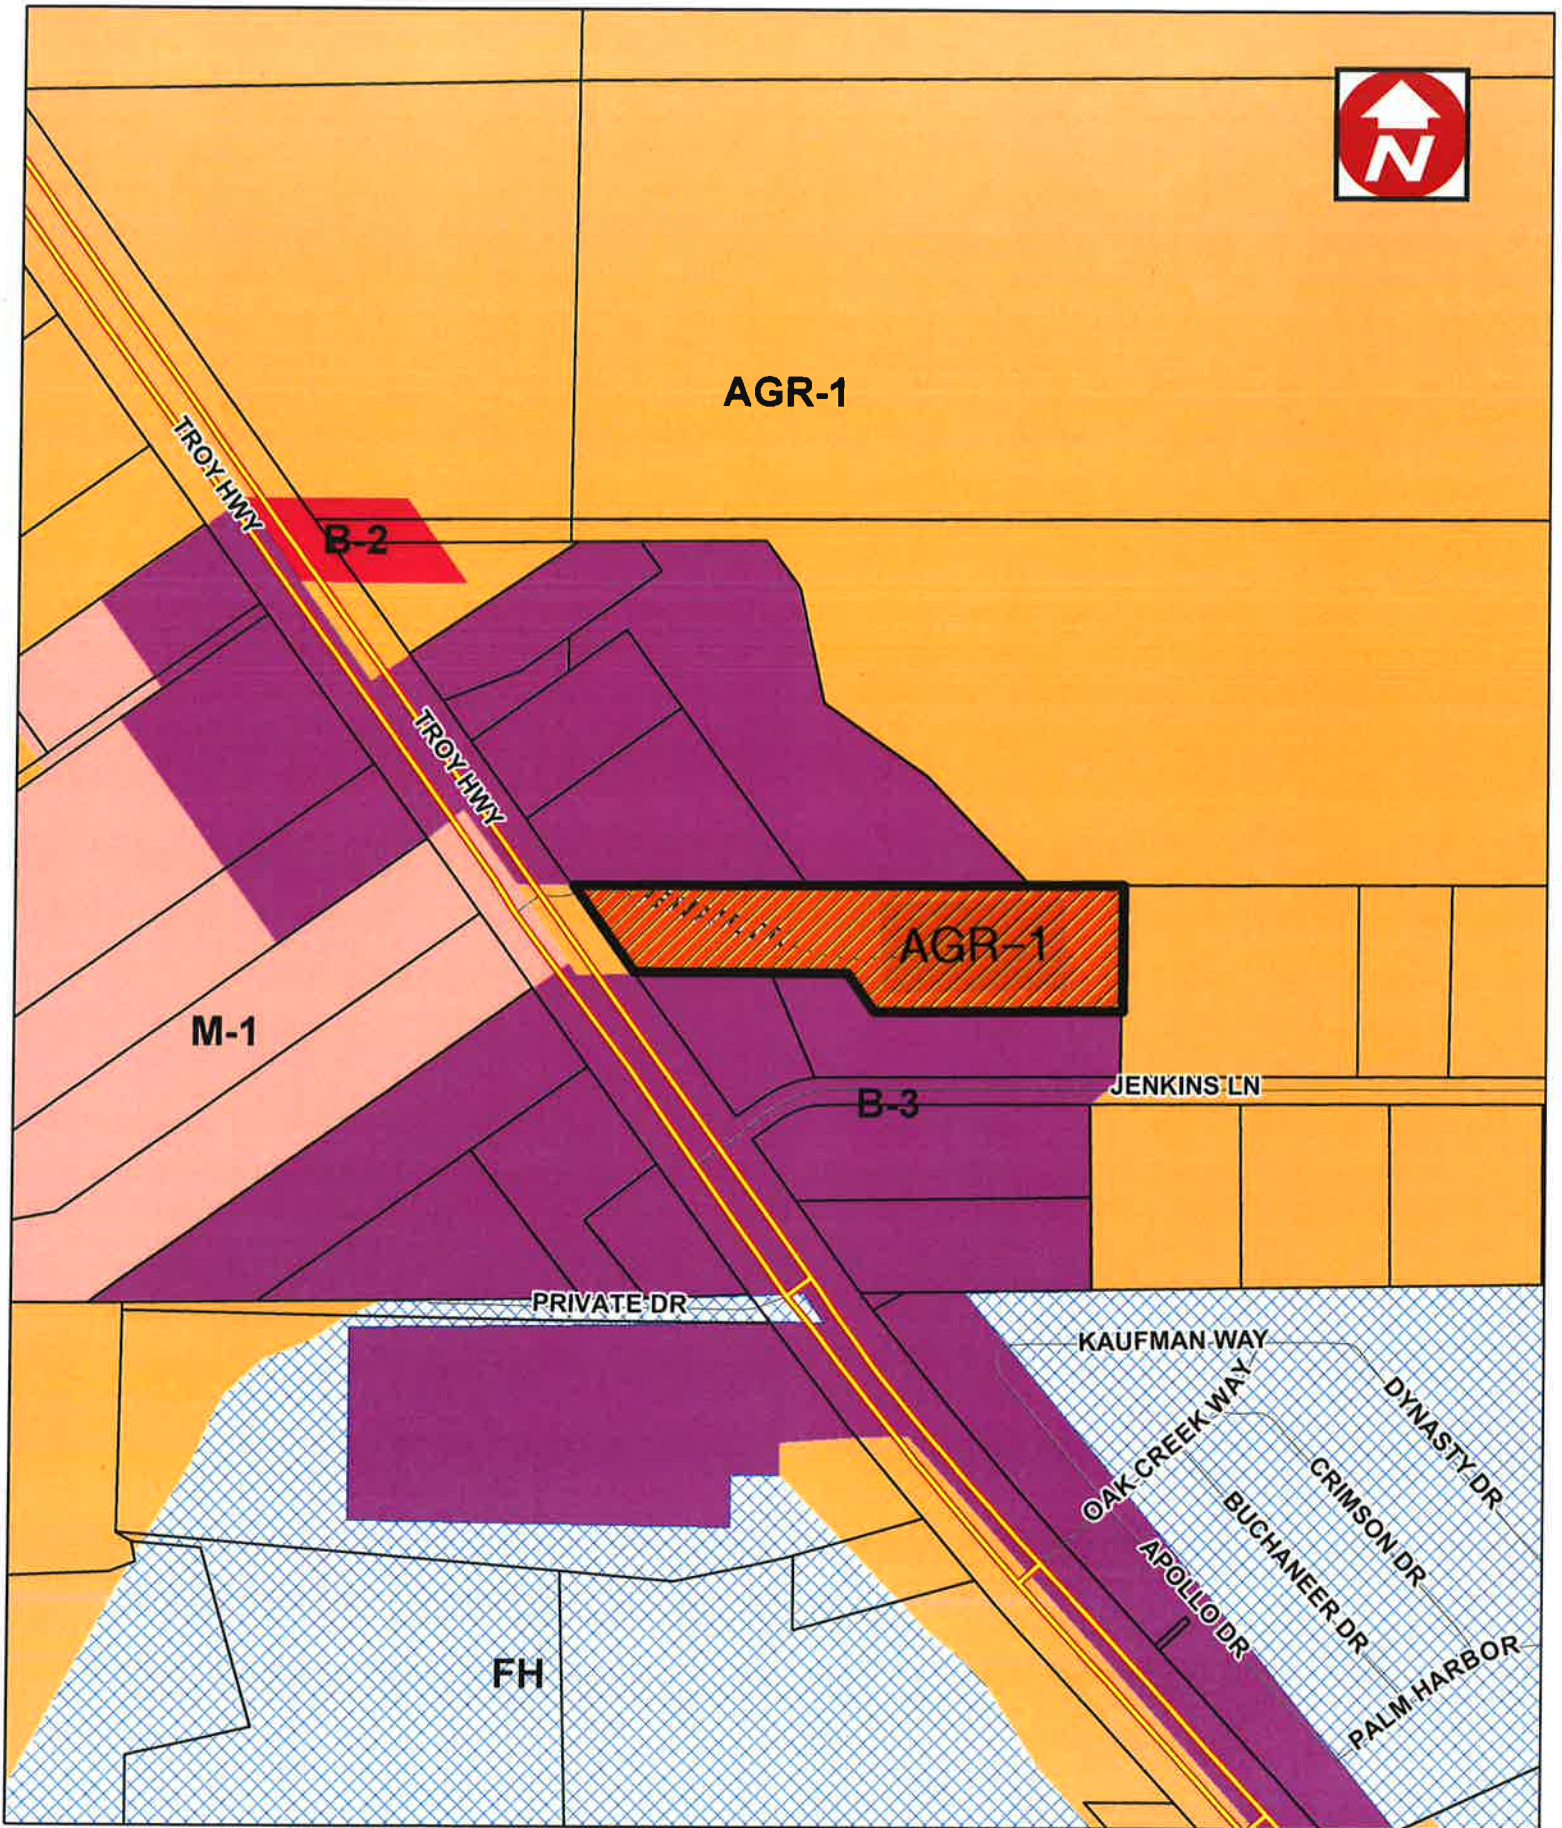 N
AGR-1
TROY HWY
B-2
TROY HWY
AGR-1
M-1
JENKINS LN
B-3
PRIVATE DR
KAUFMAN WAY
DYNASTY DR
OAK CREEK WAY
CRIMSON DR
BUCHANEER DR
APOLLO DR
PALM HARBOR
FH